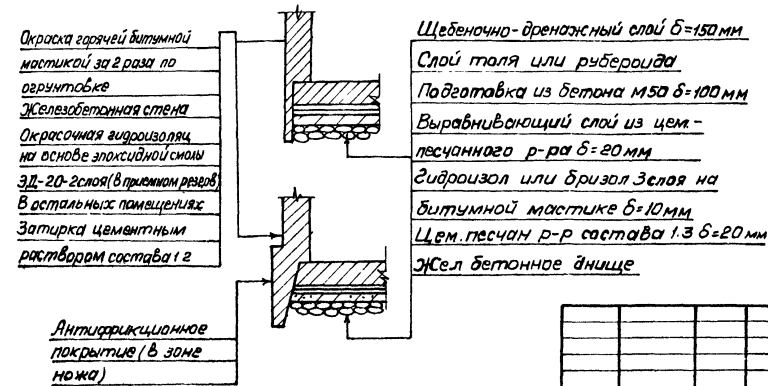 Окраска горячей битумной
мастикой за 2 раза по
огрунтовке
Железобетонная стена
Окрасочная гидроизоляц
на основе эпоксидной смолы
ЭД-20-2слоя (в приемном резерв)
В остальных помещениях
Затирка цементным
раствором состава 1 2
Антифрикционное
покрытие (в зоне
ножа)
Щебеночно-дренажный слой δ=150мм
Слой толя или рубероида
Подготовка из бетона М50 δ=100мм
Выравнивающий слой из цем.-
песчанного р-ра δ=20мм
Гидроизол или бризол 3слоя на
битумной мастике δ=10мм
Цем.песчан р-р состава 1.3 δ=20мм
Жел бетонное днище